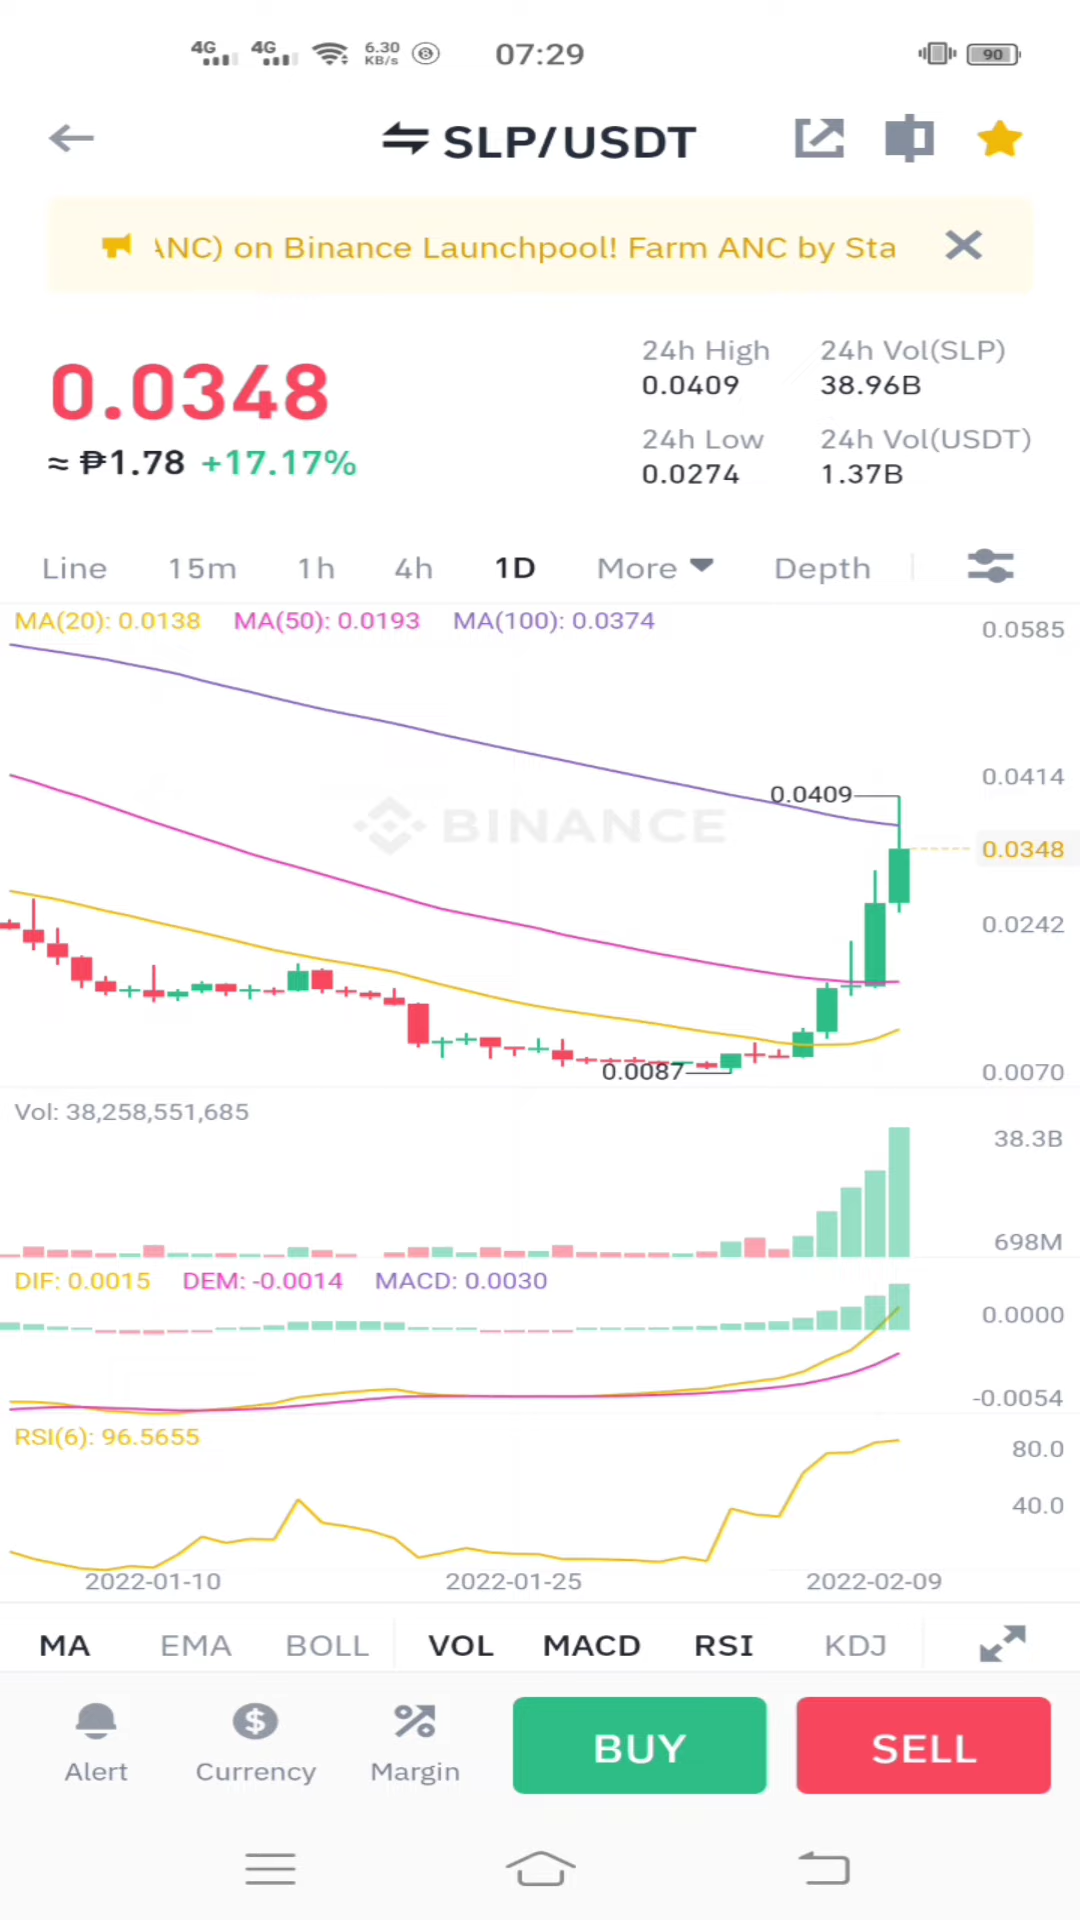 4G 4G 6.30 KB/s 8 07:29 90
SLP/USDT
ANC) on Binance Launchpool! Farm ANC by Sta
0.0348
≈ ₱1.78 +17.17%
24h High
0.0409
24h Vol(SLP)
38.96B
24h Low
0.0274
24h Vol(USDT)
1.37B
Line 15m 1h 4h 1D More Depth
MA(20): 0.0138 MA(50): 0.0193 MA(100): 0.0374
0.0585
0.0414
0.0409
BINANCE
0.0348
0.0242
0.0087
0.0070
Vol: 38,258,551,685
38.3B
698M
DIF: 0.0015 DEM: -0.0014 MACD: 0.0030
0.0000
-0.0054
RSI(6): 96.5655
80.0
40.0
2022-01-10 2022-01-25 2022-02-09
MA EMA BOLL VOL MACD RSI KDJ
Alert Currency Margin BUY SELL